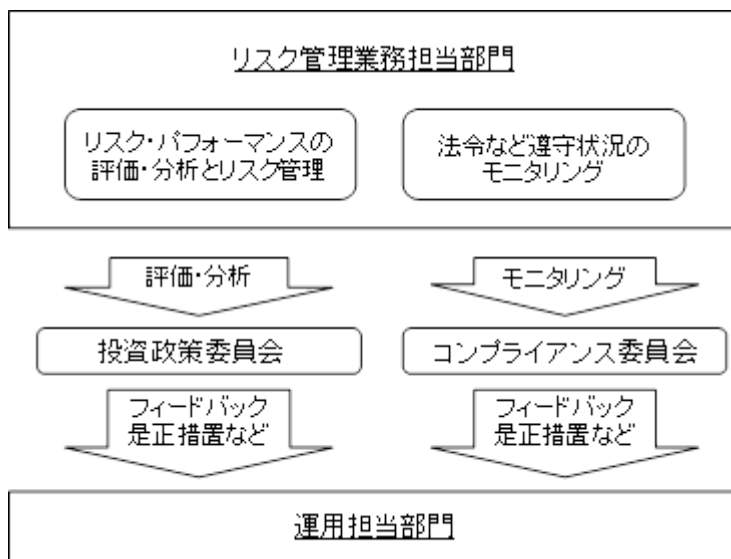 リスク管理業務担当部門
リスク・パフォーマンスの
評価・分析とリスク管理
法令など遵守状況の
モニタリング
評価・分析
モニタリング
投資政策委員会
コンプライアンス委員会
フィードバック
是正措置など
フィードバック
是正措置など
運用担当部門